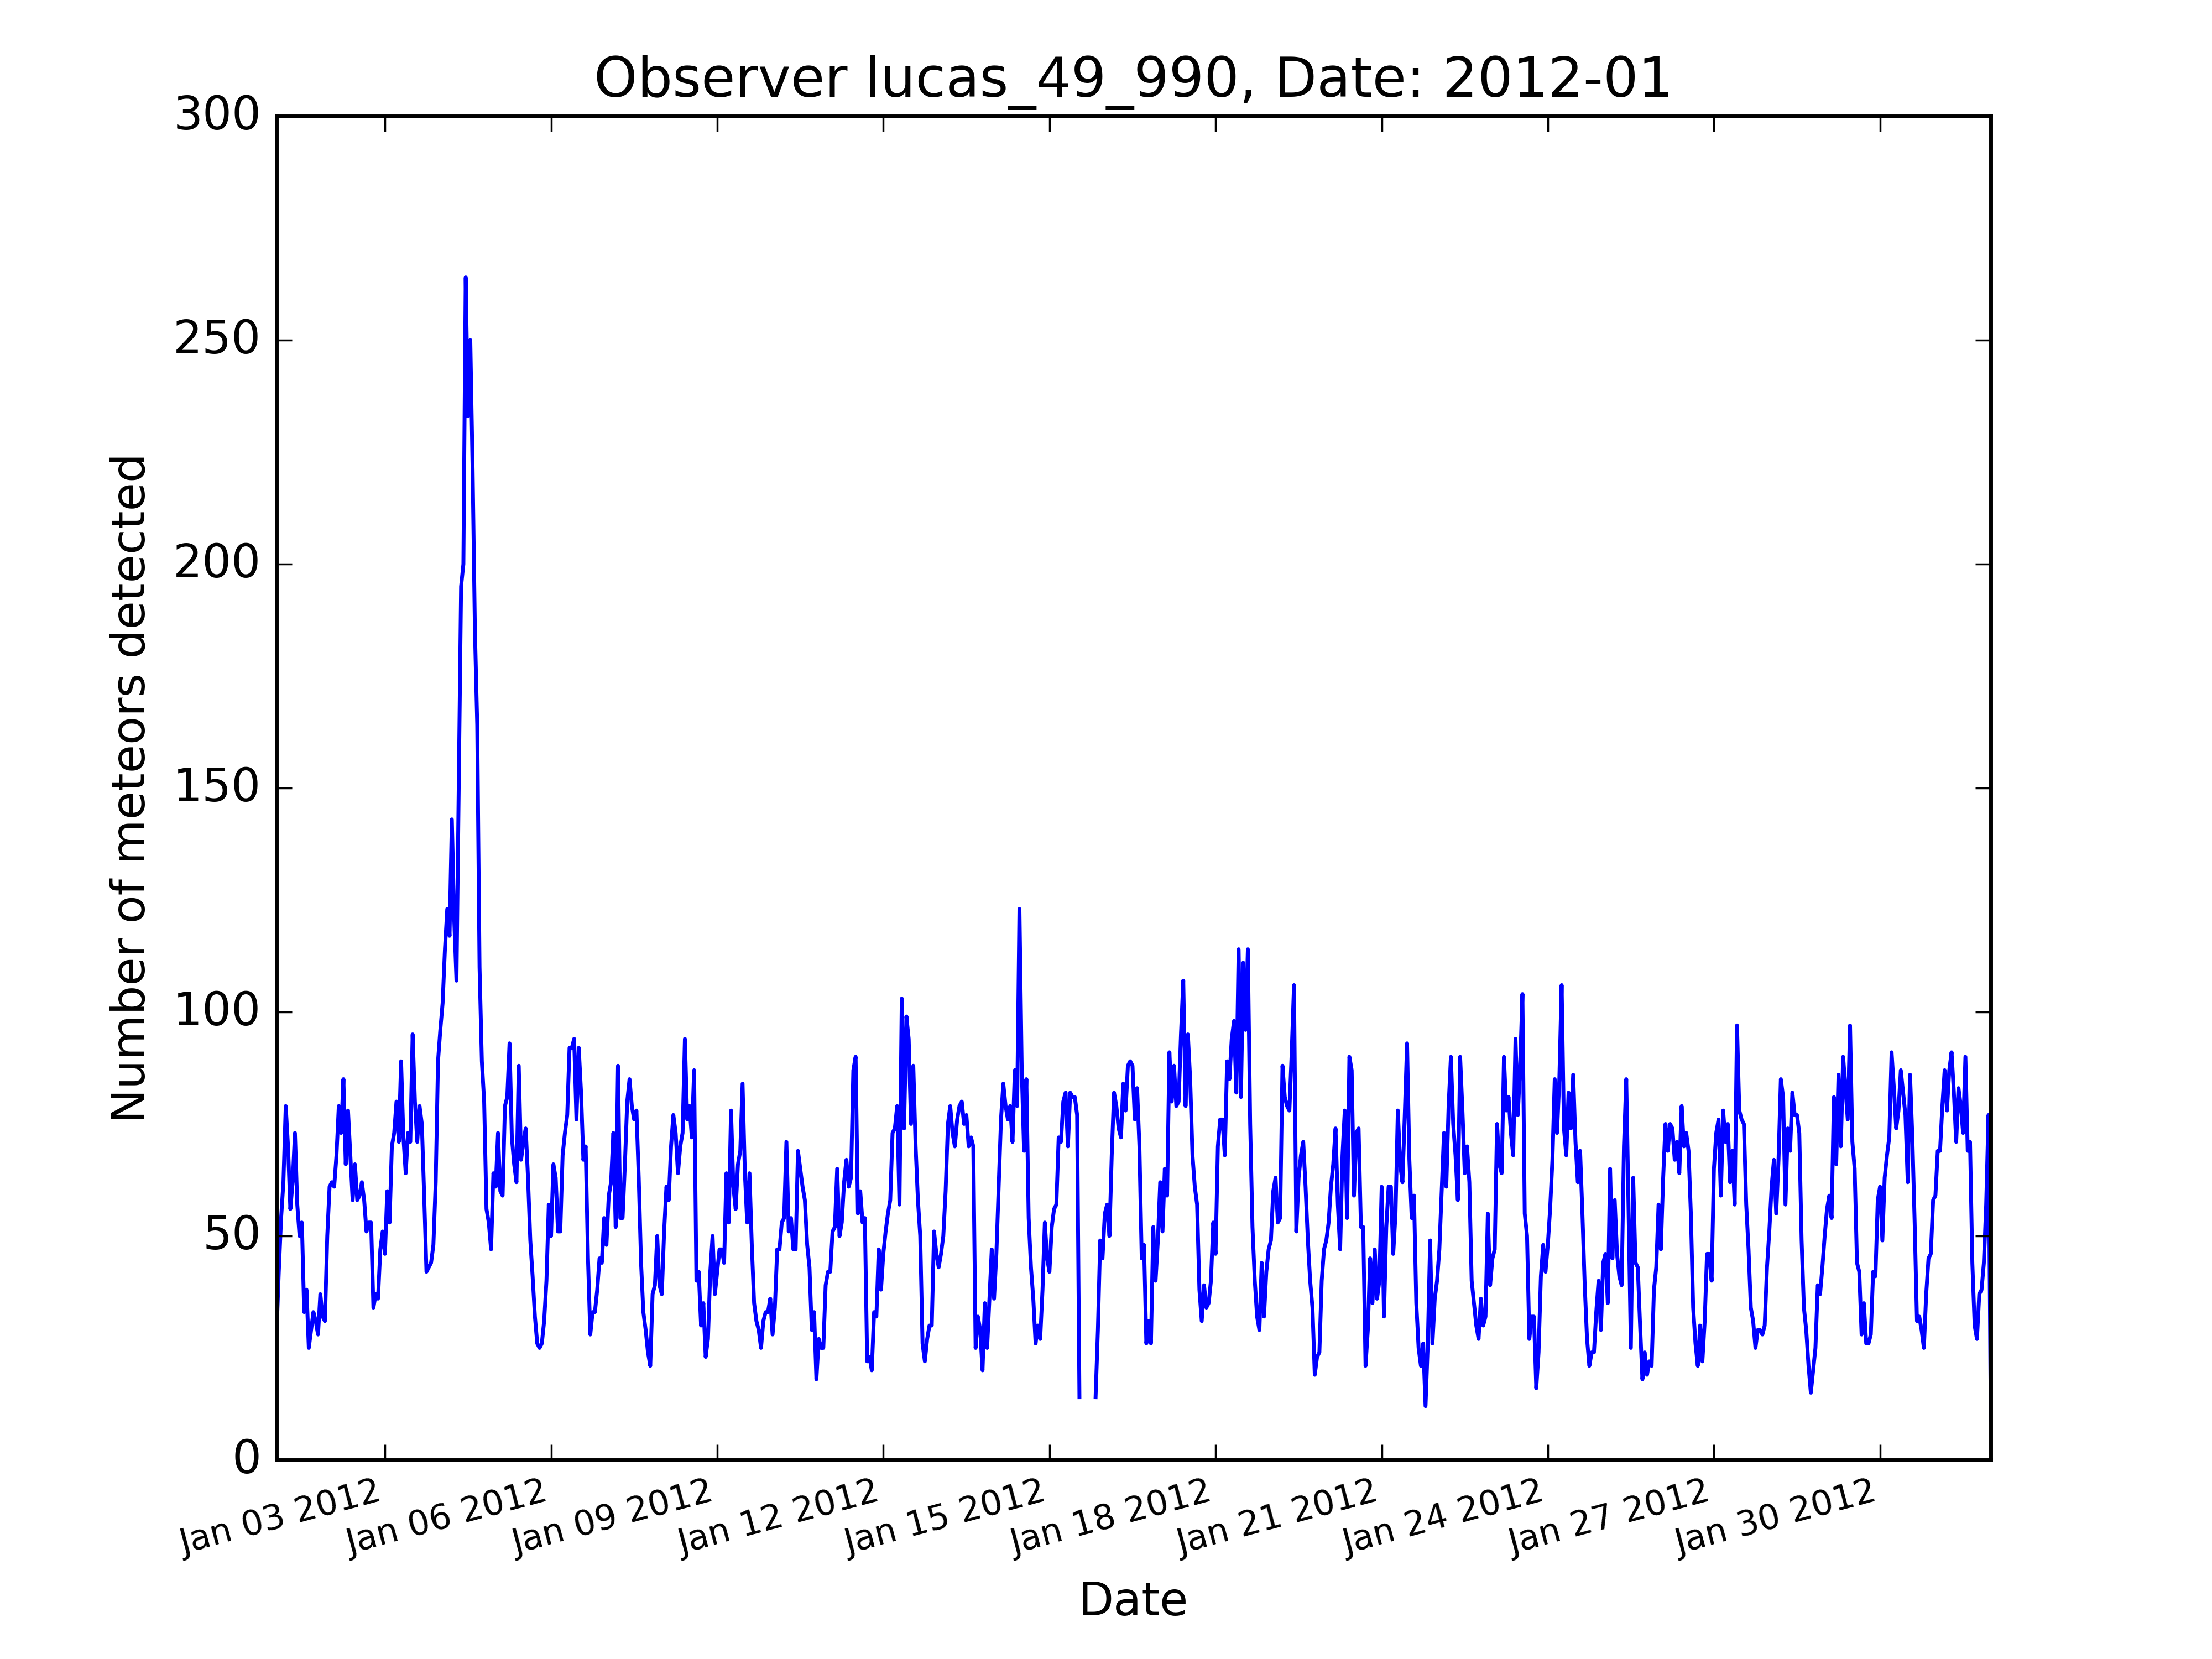 Observer lucas_49_990, Date: 2012-01
300
250
200
150
100
50
0
Number of meteors detected
Jan 03 2012
Jan 06 2012
Jan 09 2012
Jan 12 2012
Jan 15 2012
Jan 18 2012
Jan 21 2012
Jan 24 2012
Jan 27 2012
Jan 30 2012
Date